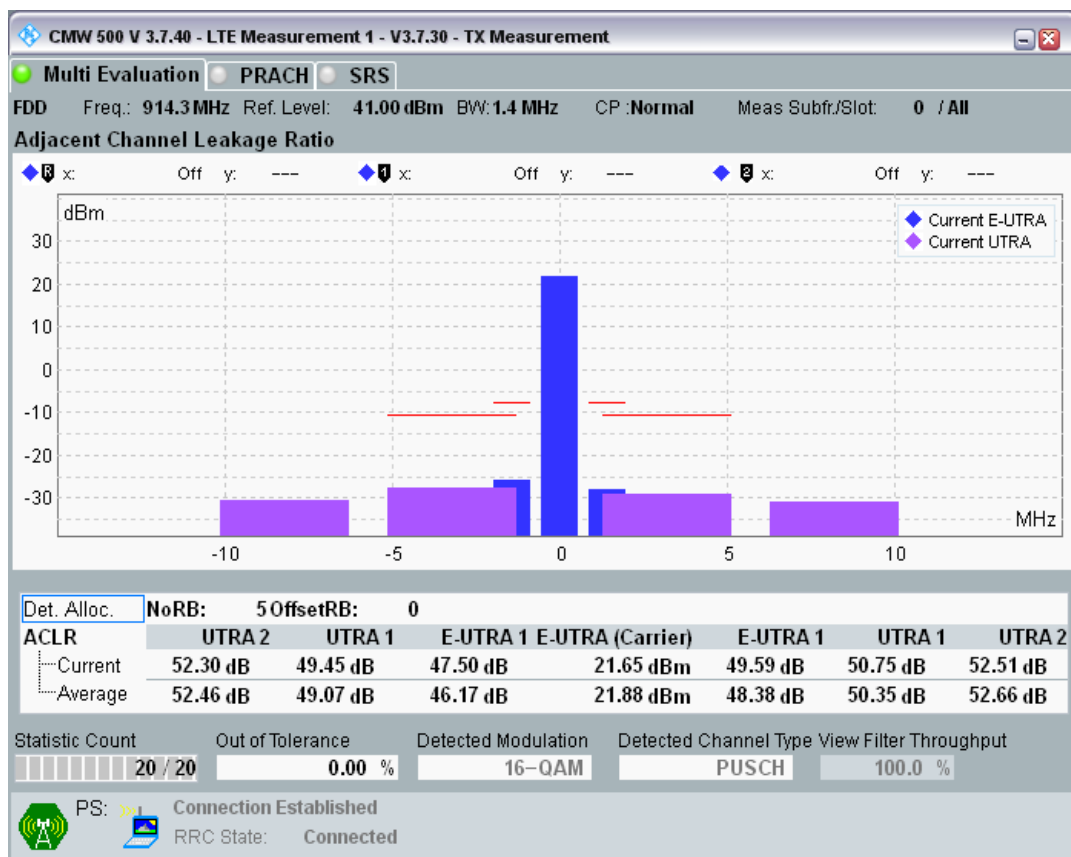 CMW 500 V 3.7.40 - LTE Measurement 1 - V3.7.30 - TX Measurement
Multi Evaluation PRACH SRS
FDD Freq.: 914.3 MHz Ref. Level: 41.00 dBm BW: 1.4 MHz CP :Normal Meas Subfr./Slot: 0 / All
Adjacent Channel Leakage Ratio
R x: Off y: --- 1 x: Off y: --- 2 x: Off y: ---
dBm
Current E-UTRA
Current UTRA
30
20
10
0
-10
-20
-30
MHz
-10 -5 0 5 10
Det. Alloc. NoRB: 5 OffsetRB: 0
ACLR UTRA 2 UTRA 1 E-UTRA 1 E-UTRA (Carrier) E-UTRA 1 UTRA 1 UTRA 2
Current 52.30 dB 49.45 dB 47.50 dB 21.65 dBm 49.59 dB 50.75 dB 52.51 dB
Average 52.46 dB 49.07 dB 46.17 dB 21.88 dBm 48.38 dB 50.35 dB 52.66 dB
Statistic Count Out of Tolerance Detected Modulation Detected Channel Type View Filter Throughput
20 / 20 0.00 % 16-QAM PUSCH 100.0 %
PS: Connection Established
RRC State: Connected